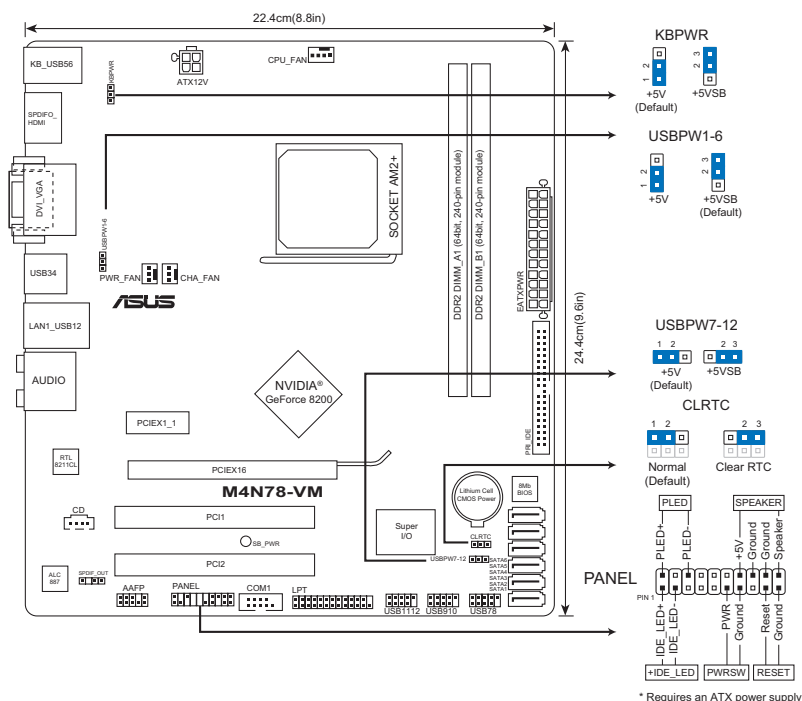 22.4cm(8.8in)
KB_USB56
KBPWR
ATX12V
CPU_FAN
SPDIFO_
HDMI
DVI_VGA
SOCKET AM2+
DDR2 DIMM_A1 (64bit, 240-pin module)
DDR2 DIMM_B1 (64bit, 240-pin module)
EATXPWR
24.4cm(9.6in)
USBPW1-6
PWR_FAN
CHA_FAN
ASUS
USB34
LAN1_USB12
AUDIO
NVIDIA®
GeForce 8200
PRI_IDE
PCIEX1_1
RTL
8211CL
PCIEX16
M4N78-VM
Lithium Cell
CMOS Power
8Mb
BIOS
CD
PCI1
Super
I/O
CLRTC
SB_PWR
USBPW7-12
SATA6
SATA5
SATA4
SATA3
SATA2
SATA1
PCI2
ALC
887
SPDIF_OUT
AAFP
PANEL
COM1
LPT
USB1112
USB910
USB78
KBPWR
1 2
2 3
+5V
(Default)
+5VSB
USBPW1-6
1 2
2 3
+5V
+5VSB
(Default)
USBPW7-12
1 2
2 3
+5V
(Default)
+5VSB
CLRTC
1 2
2 3
Normal
(Default)
Clear RTC
PLED
SPEAKER
PLED+
PLED-
+5V
Ground
Ground
Speaker-
PANEL
PIN 1
IDE_LED+
IDE_LED-
PWR
Ground
Reset
Ground
+IDE_LED
PWRSW
RESET
* Requires an ATX power supply